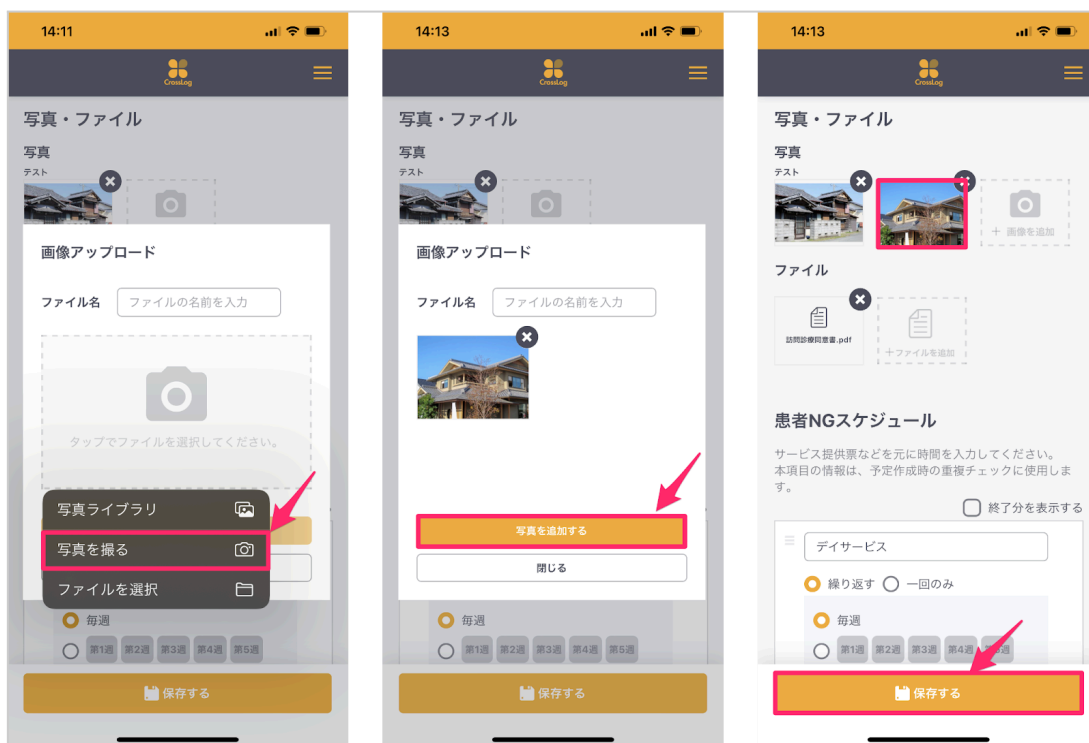 14:11
CrossLog
写真・ファイル
写真
テスト
画像アップロード
ファイル名
ファイルの名前を入力
タップでファイルを選択してください。
写真ライブラリ
写真を撮る
ファイルを選択
毎週
第1週 第2週 第3週 第4週 第5週
保存する
14:13
CrossLog
写真・ファイル
写真
テスト
画像アップロード
ファイル名
ファイルの名前を入力
写真を追加する
閉じる
毎週
第1週 第2週 第3週 第4週 第5週
保存する
14:13
CrossLog
写真・ファイル
写真
テスト
+ 画像を追加
ファイル
訪問診療同意書.pdf
+ファイルを追加
患者NGスケジュール
サービス提供票などを元に時間を入力してください。
本項目の情報は、予定作成時の重複チェックに使用しま
す。
終了分を表示する
デイサービス
繰り返す 一回のみ
毎週
第1週 第2週 第3週 第4週
保存する